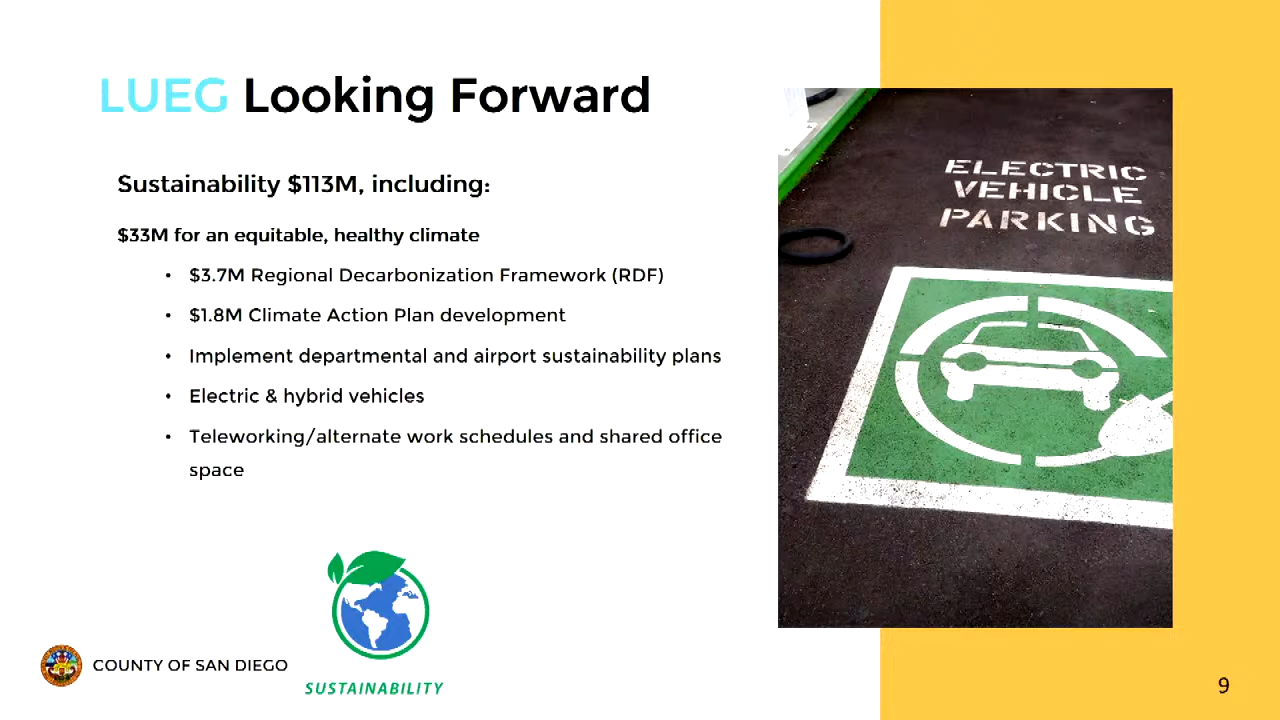 LUEG Looking Forward
Sustainability $113M, including:
$33M for an equitable, healthy climate
• $3.7M Regional Decarbonization Framework (RDF)
• $1.8M Climate Action Plan development
• Implement departmental and airport sustainability plans
• Electric & hybrid vehicles
• Teleworking/alternate work schedules and shared office
space
ELECTRIC
VEHICLE
PARKING
COUNTY OF SAN DIEGO
SUSTAINABILITY
9